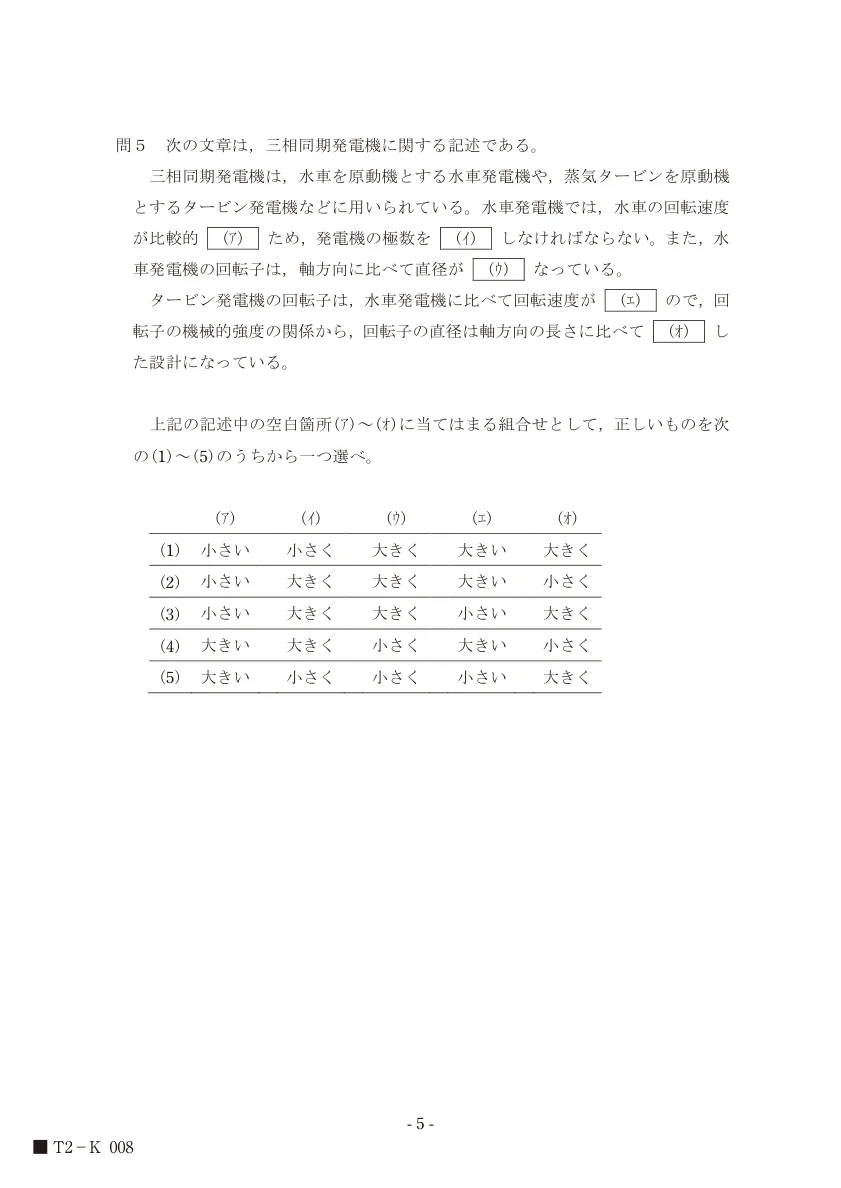 問5 次の文章は，三相同期発電機に関する記述である。
三相同期発電機は，水車を原動機とする水車発電機や，蒸気タービンを原動機
とするタービン発電機などに用いられている。水車発電機では，水車の回転速度
が比較的 (ｱ) ため，発電機の極数を (ｲ) しなければならない。また，水
車発電機の回転子は，軸方向に比べて直径が (ｳ) なっている。
タービン発電機の回転子は，水車発電機に比べて回転速度が (ｴ) ので，回
転子の機械的強度の関係から，回転子の直径は軸方向の長さに比べて (ｵ) し
た設計になっている。
上記の記述中の空白箇所(ｱ)～(ｵ)に当てはまる組合せとして，正しいものを次
の(1)～(5)のうちから一つ選べ。
(ｱ) (ｲ) (ｳ) (ｴ) (ｵ)
(1) 小さい 小さく 大きく 大きい 大きく
(2) 小さい 大きく 大きく 大きい 小さく
(3) 小さい 大きく 大きく 小さい 大きく
(4) 大きい 大きく 小さく 大きい 小さく
(5) 大きい 小さく 小さく 小さい 大きく
- 5 -
■ T2－K 008